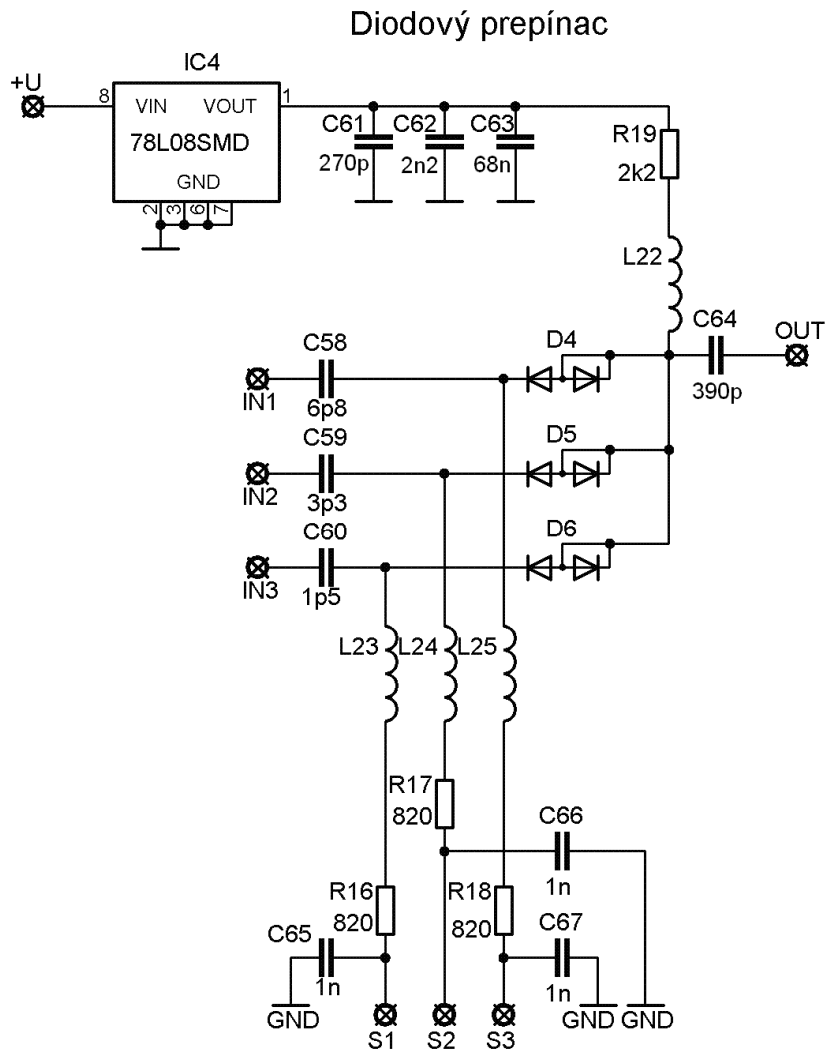 Diodový prepínac
IC4
+U
8
VIN
VOUT
1
78L08SMD
GND
2
3
6
7
C61
270p
C62
2n2
C63
68n
R19
2k2
L22
C64
390p
OUT
C58
IN1
6p8
D4
C59
IN2
3p3
D5
C60
IN3
1p5
D6
L23
L24
L25
R17
820
C66
1n
R16
820
R18
820
C65
1n
C67
1n
GND
S1
S2
S3
GND
GND